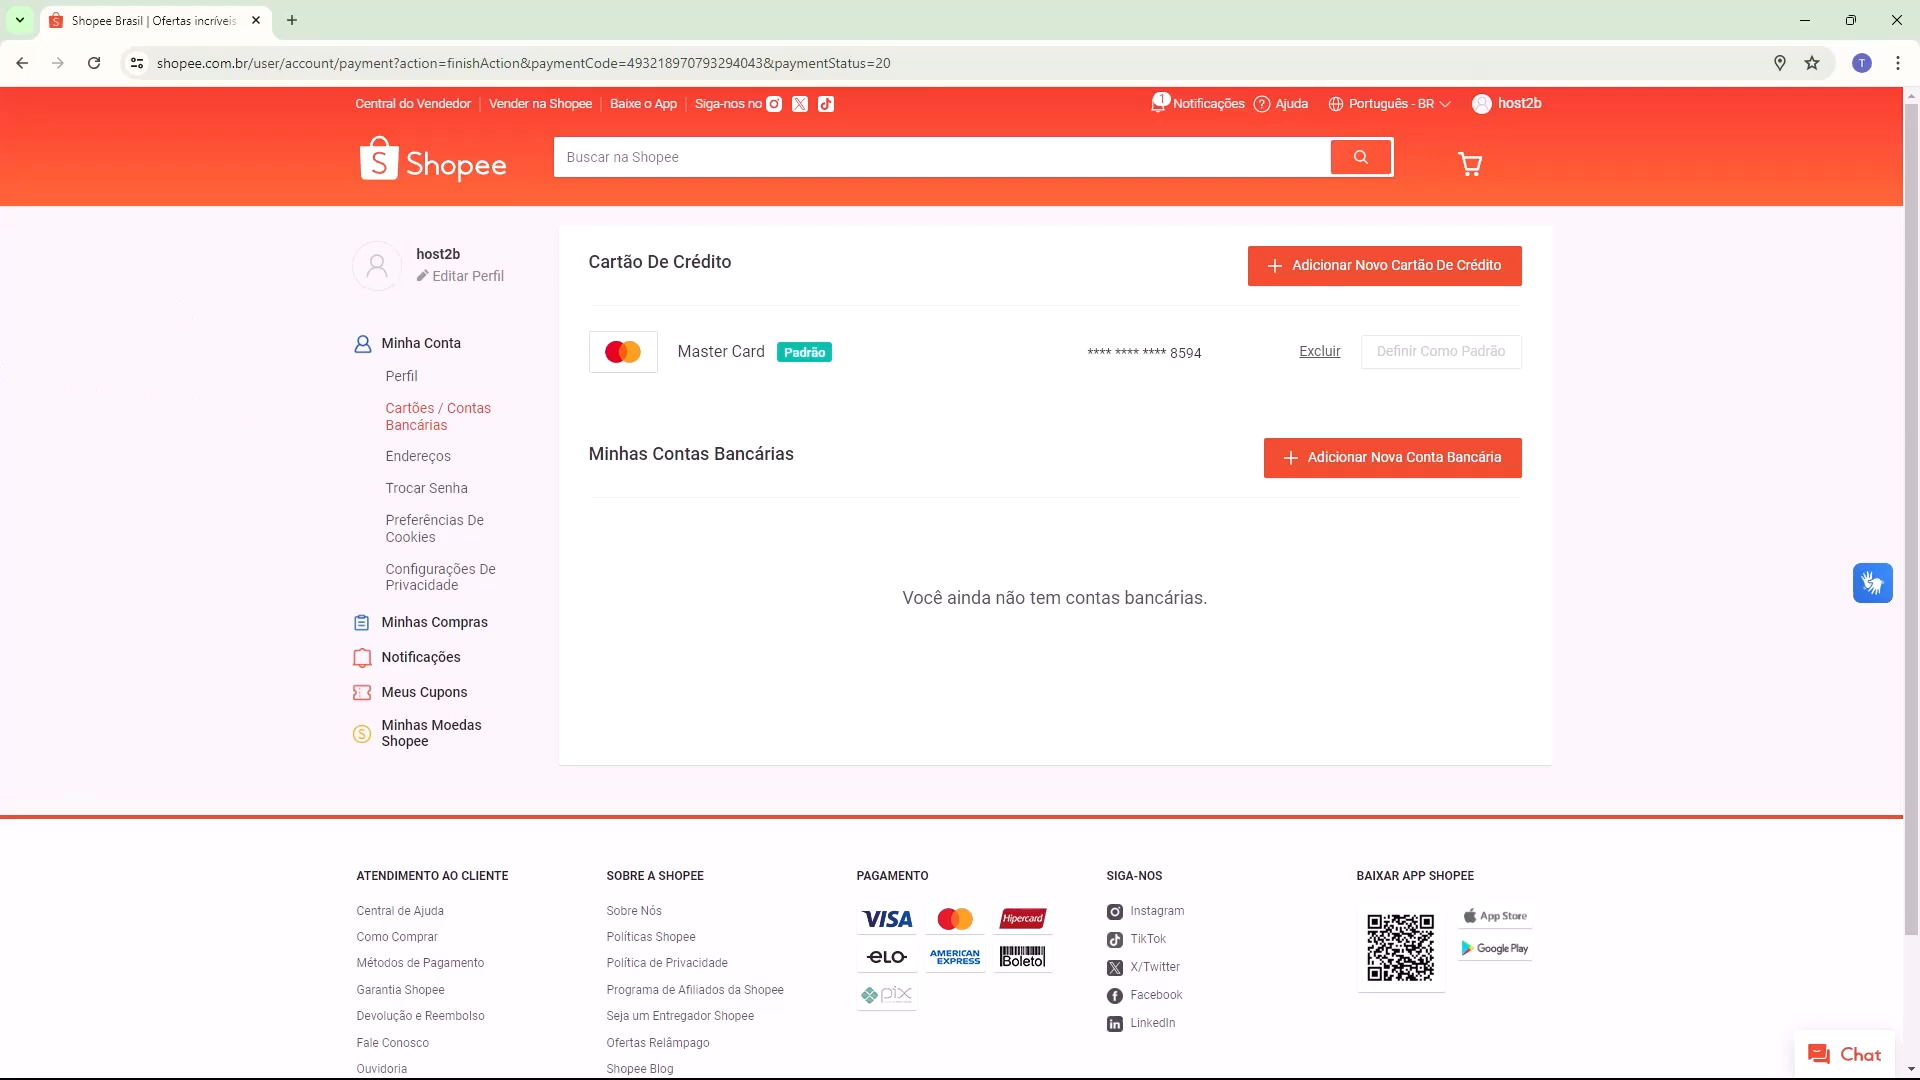 Shopee Brasil | Ofertas incríveis
shopee.com.br/user/account/payment?action=finishAction&paymentCode=493218970793294043&paymentStatus=20
T
Central do Vendedor
Vender na Shopee
Baixe o App
Siga-nos no
1
Notificações
Ajuda
Português - BR
host2b
Shopee
Buscar na Shopee
host2b
Editar Perfil
Minha Conta
Perfil
Cartões / Contas
Bancárias
Endereços
Trocar Senha
Preferências De
Cookies
Configurações De
Privacidade
Minhas Compras
Notificações
Meus Cupons
Minhas Moedas
Shopee
Cartão De Crédito
Adicionar Novo Cartão De Crédito
Master Card
Padrão
**** **** **** 8594
Excluir
Definir Como Padrão
Minhas Contas Bancárias
Adicionar Nova Conta Bancária
Você ainda não tem contas bancárias.
ATENDIMENTO AO CLIENTE
Central de Ajuda
Como Comprar
Métodos de Pagamento
Garantia Shopee
Devolução e Reembolso
Fale Conosco
Ouvidoria
SOBRE A SHOPEE
Sobre Nós
Políticas Shopee
Política de Privacidade
Programa de Afiliados da Shopee
Seja um Entregador Shopee
Ofertas Relâmpago
Shopee Blog
PAGAMENTO
VISA
Hipercard
elo
AMERICAN
EXPRESS
Boleto
pix
SIGA-NOS
Instagram
TikTok
X/Twitter
Facebook
LinkedIn
BAIXAR APP SHOPEE
App Store
Google Play
Chat